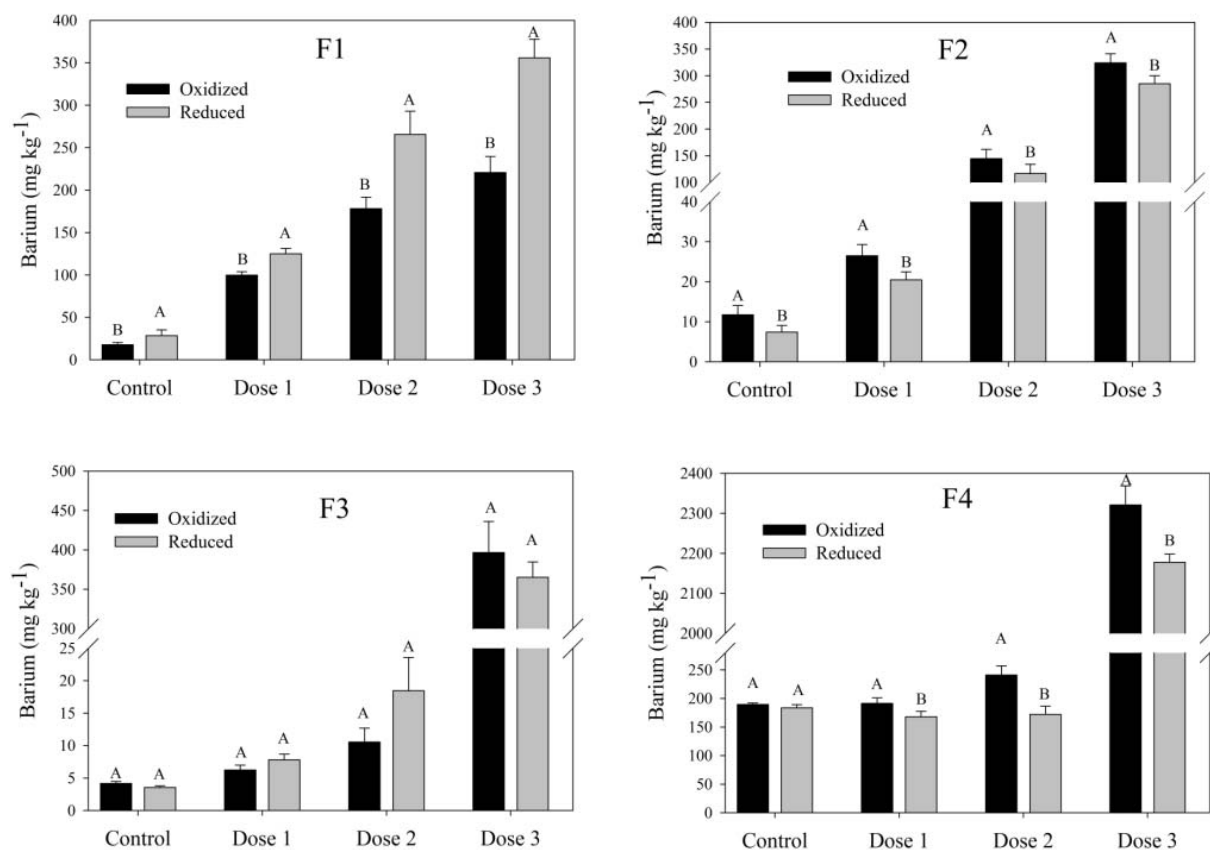 F1
Oxidized
Reduced
Barium (mg kg⁻¹)
400
350
300
250
200
150
100
50
0
B
A
B
A
B
A
B
A
Control
Dose 1
Dose 2
Dose 3
F2
Oxidized
Reduced
Barium (mg kg⁻¹)
400
350
300
250
200
150
100
40
30
20
10
0
A
B
A
B
A
B
A
B
Control
Dose 1
Dose 2
Dose 3
F3
Oxidized
Reduced
Barium (mg kg⁻¹)
500
450
400
350
300
25
20
15
10
5
0
A
A
A
A
A
A
A
A
Control
Dose 1
Dose 2
Dose 3
F4
Oxidized
Reduced
Barium (mg kg⁻¹)
2400
2300
2200
2100
2000
250
200
150
100
50
0
A
A
A
B
A
B
A
B
Control
Dose 1
Dose 2
Dose 3